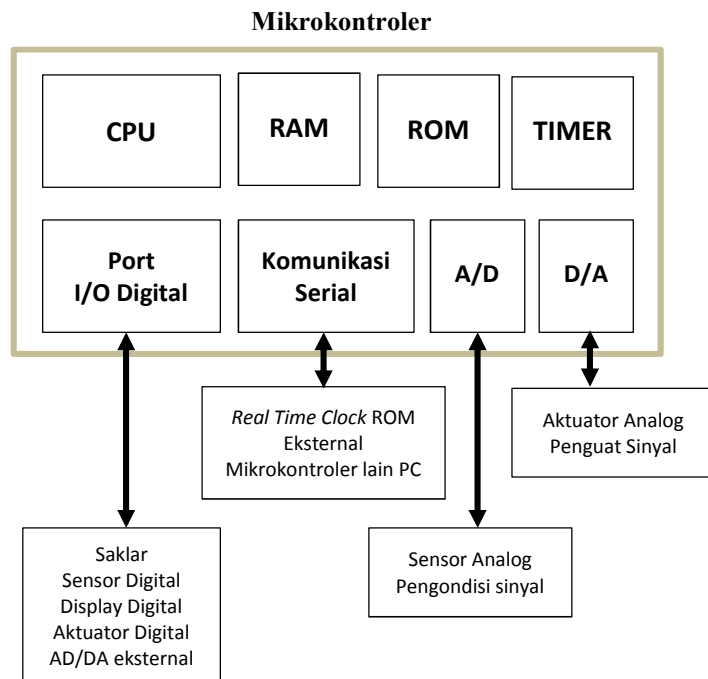 Mikrokontroler
CPU
RAM
ROM
TIMER
Port
I/O Digital
Komunikasi
Serial
A/D
D/A
Real Time Clock ROM
Eksternal
Mikrokontroler lain PC
Aktuator Analog
Penguat Sinyal
Saklar
Sensor Digital
Display Digital
Aktuator Digital
AD/DA eksternal
Sensor Analog
Pengondisi sinyal